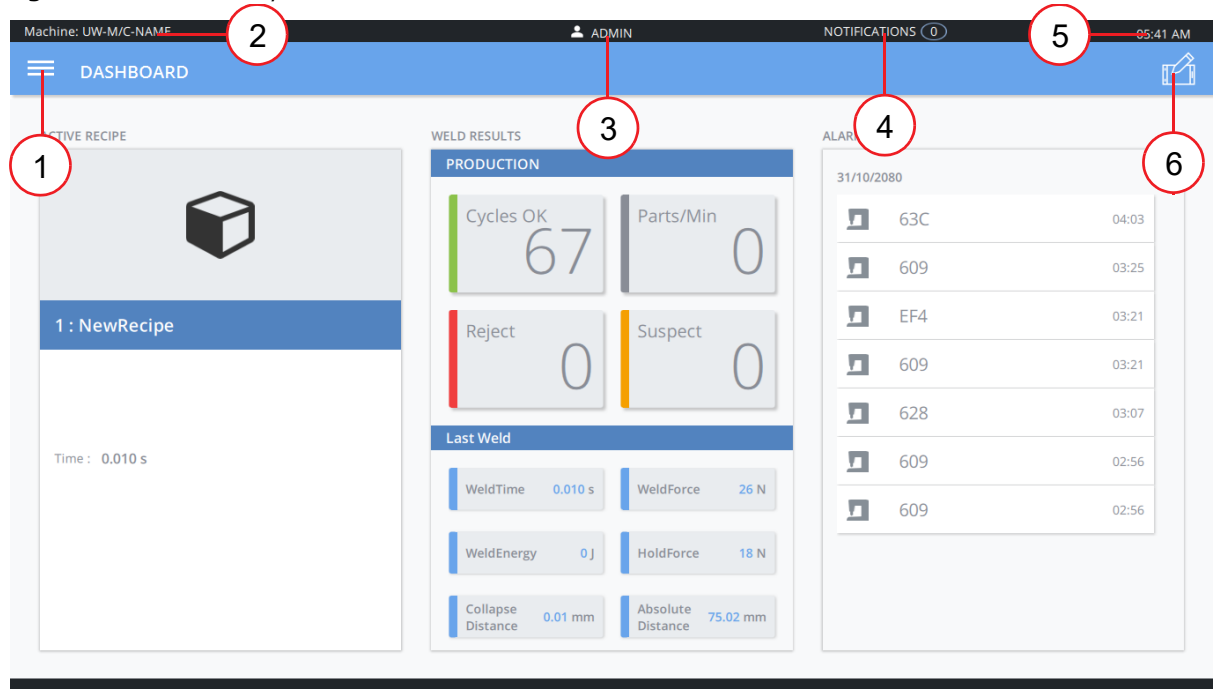 Machine: UW-M/C-NAME
2
ADMIN
NOTIFICATIONS 0
5
05:41 AM
DASHBOARD
1
3
4
6
WELD RESULTS
PRODUCTION
31/10/2080
Cycles OK
67
Parts/Min
0
Reject
0
Suspect
0
1 : NewRecipe
Time : 0.010 s
Last Weld
WeldTime 0.010 s
WeldForce 26 N
WeldEnergy 0 J
HoldForce 18 N
Collapse
Distance 0.01 mm
Absolute
Distance 75.02 mm
63C 04:03
609 03:25
EF4 03:21
609 03:21
628 03:07
609 02:56
609 02:56